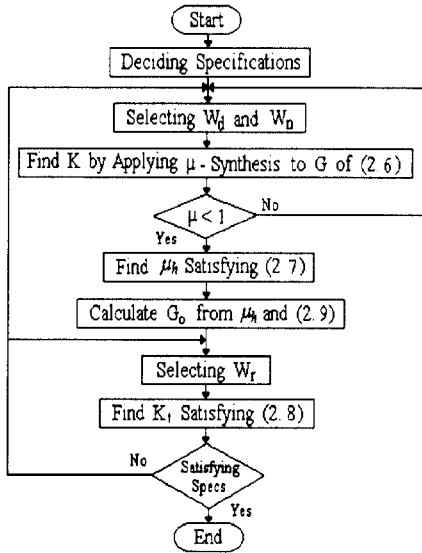 Start
Deciding Specifications
Selecting W_d and W_n
Find K by Applying μ - Synthesis to G of (2 6)
μ < 1
No
Yes
Find μ_h Satisfying (2 7)
Calculate G_o from μ_h and (2.9)
Selecting W_r
Find K_t Satisfying (2.8)
No
Satisfying
Specs
Yes
End